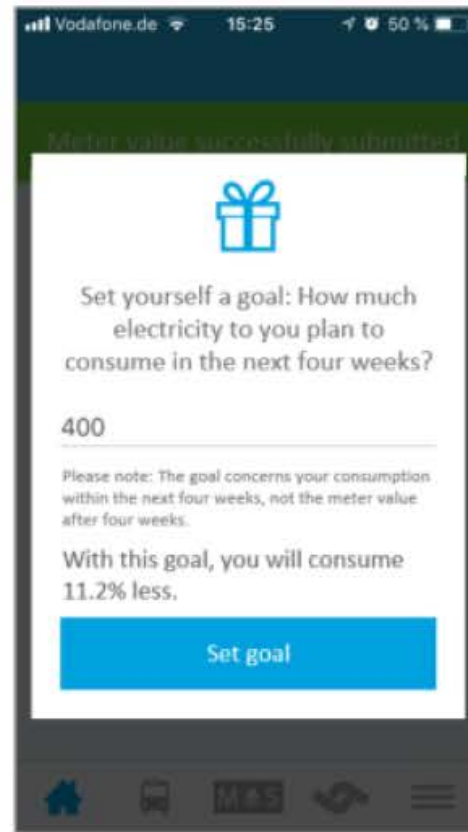 Vodafone.de 15:25 50 %
Meter value successfully submitted
Set yourself a goal: How much
electricity to you plan to
consume in the next four weeks?
400
Please note: The goal concerns your consumption
within the next four weeks, not the meter value
after four weeks.
With this goal, you will consume
11.2% less.
Set goal